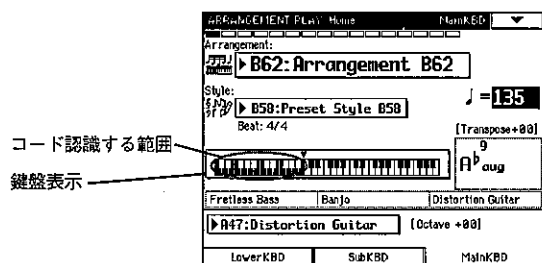 ARRANGEMENT PLAY Home MainKBD
Arrangement:
B62:Arrangement B62
Style:
B58:Preset Style B58
♩=135
Beat: 4/4
[Transpose+00]
コード認識する範囲
鍵盤表示
A♭ 9 aug
Fretless Bass Banjo Distortion Guitar
A47:Distortion Guitar [Octave +00]
LowerKBD SubKBD MainKBD